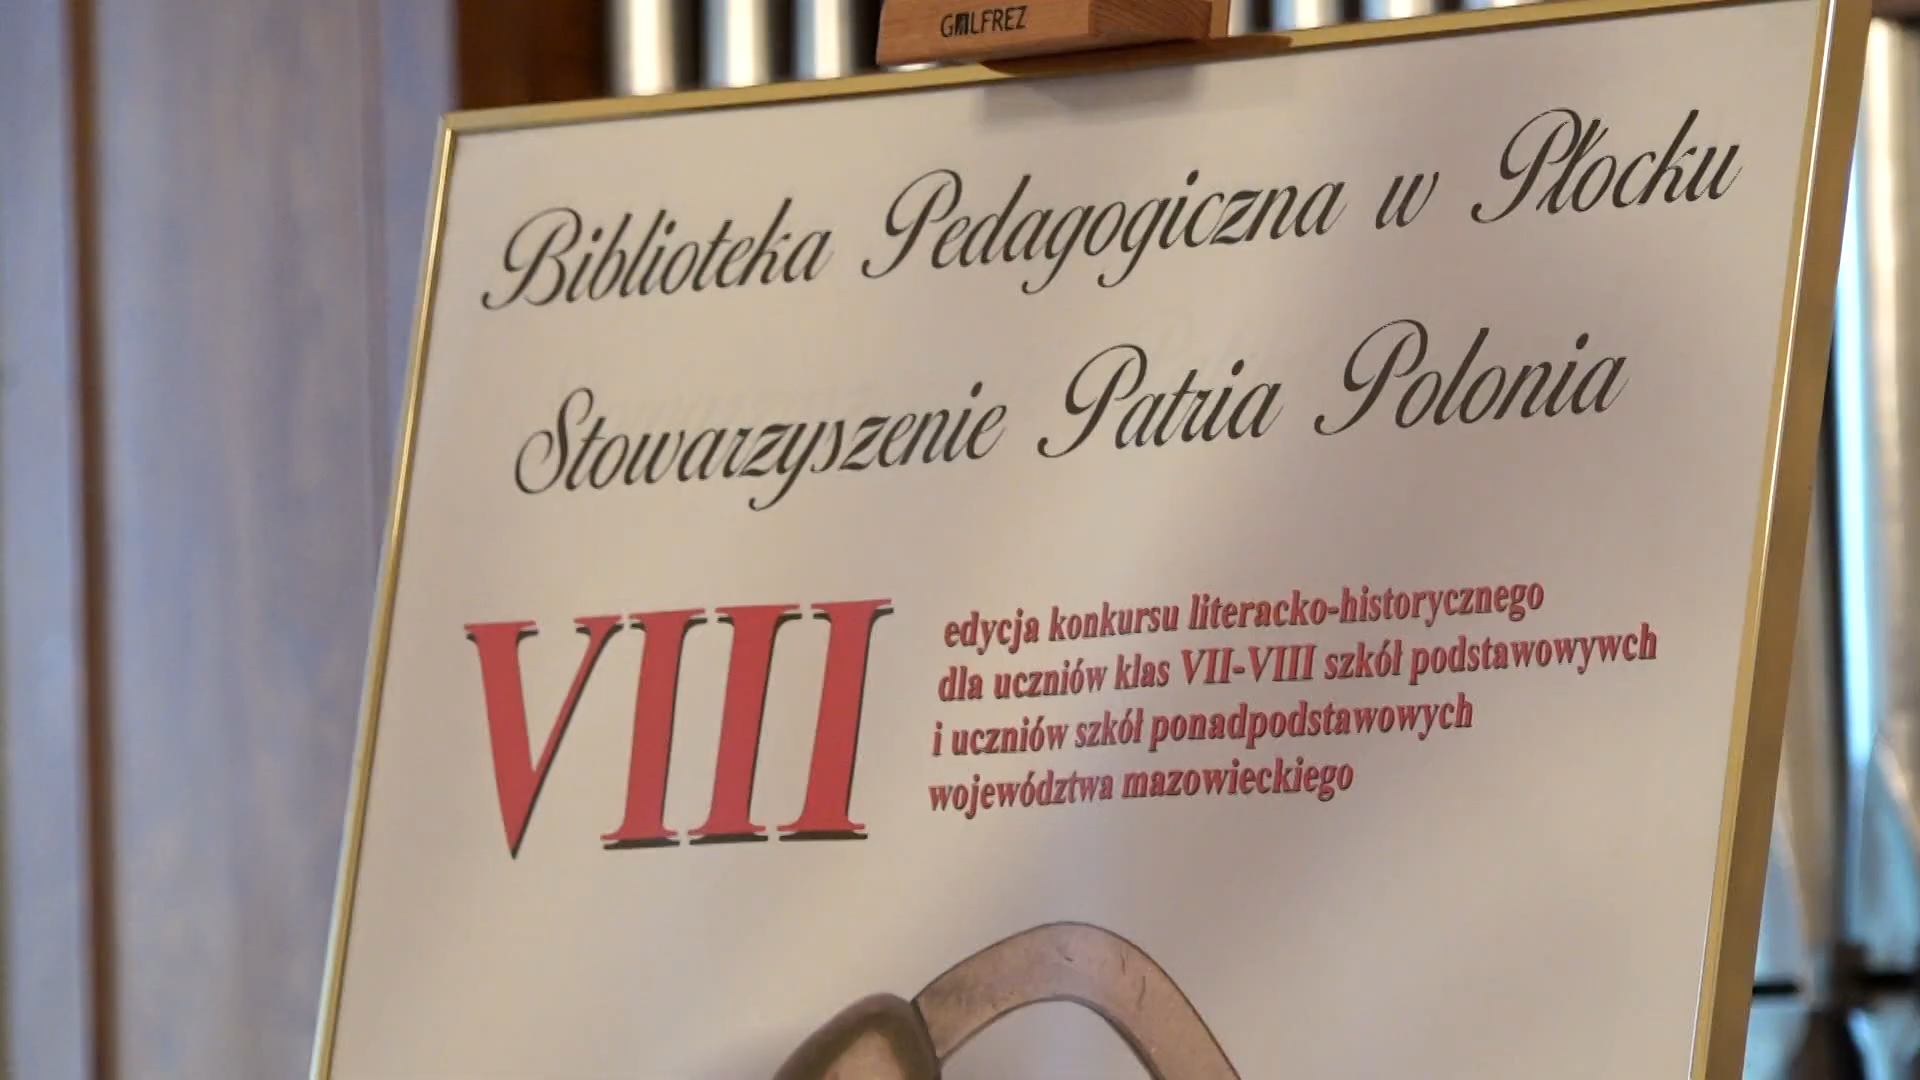 GALFREZ
Biblioteka Pedagogiczna w Płocku
Stowarzyszenie Patria Polonia
VIII
edycja konkursu literacko-historycznego
dla uczniów klas VII-VIII szkół podstawowywch
i uczniów szkół ponadpodstawowych
województwa mazowieckiego